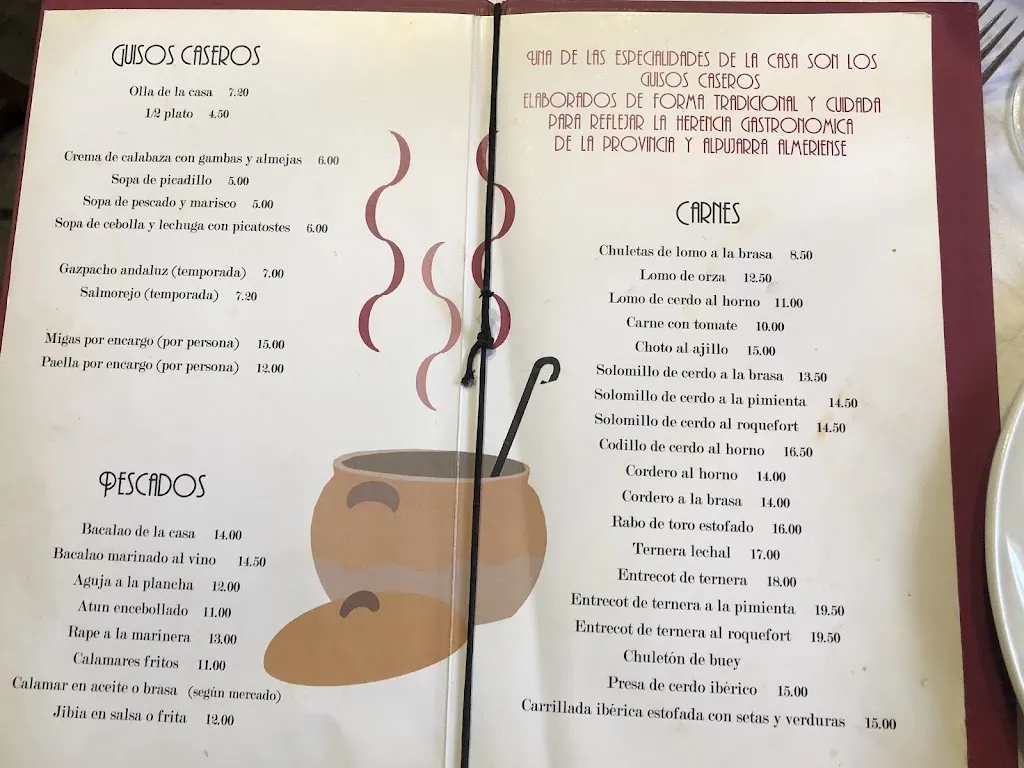 GUISOS CASEROS
Olla de la casa 7.20
1/2 plato 4.50
Crema de calabaza con gambas y almejas 6.00
Sopa de picadillo 5.00
Sopa de pescado y marisco 5.00
Sopa de cebolla y lechuga con picatostes 6.00
Gazpacho andaluz (temporada) 7.00
Salmorejo (temporada) 7.20
Migas por encargo (por persona) 15.00
Paella por encargo (por persona) 12.00
PESCADOS
Bacalao de la casa 14.00
Bacalao marinado al vino 14.50
Aguja a la plancha 12.00
Atun encebollado 11.00
Rape a la marinera 13.00
Calamares fritos 11.00
Calamar en aceite o brasa (según mercado)
Jibia en salsa o frita 12.00
UNA DE LAS ESPECIALIDADES DE LA CASA SON LOS
GUISOS CASEROS
ELABORADOS DE FORMA TRADICIONAL Y CUIDADA
PARA REFLEJAR LA HERENCIA GASTRONOMICA
DE LA PROVINCIA Y ALPUJARRA ALMERIENSE
CARNES
Chuletas de lomo a la brasa 8.50
Lomo de orza 12.50
Lomo de cerdo al horno 11.00
Carne con tomate 10.00
Choto al ajillo 15.00
Solomillo de cerdo a la brasa 13.50
Solomillo de cerdo a la pimienta 14.50
Solomillo de cerdo al roquefort 14.50
Codillo de cerdo al horno 16.50
Cordero al horno 14.00
Cordero a la brasa 14.00
Rabo de toro estofado 16.00
Ternera lechal 17.00
Entrecot de ternera 18.00
Entrecot de ternera a la pimienta 19.50
Entrecot de ternera al roquefort 19.50
Chuletón de buey
Presa de cerdo ibérico 15.00
Carrillada ibérica estofada con setas y verduras 15.00